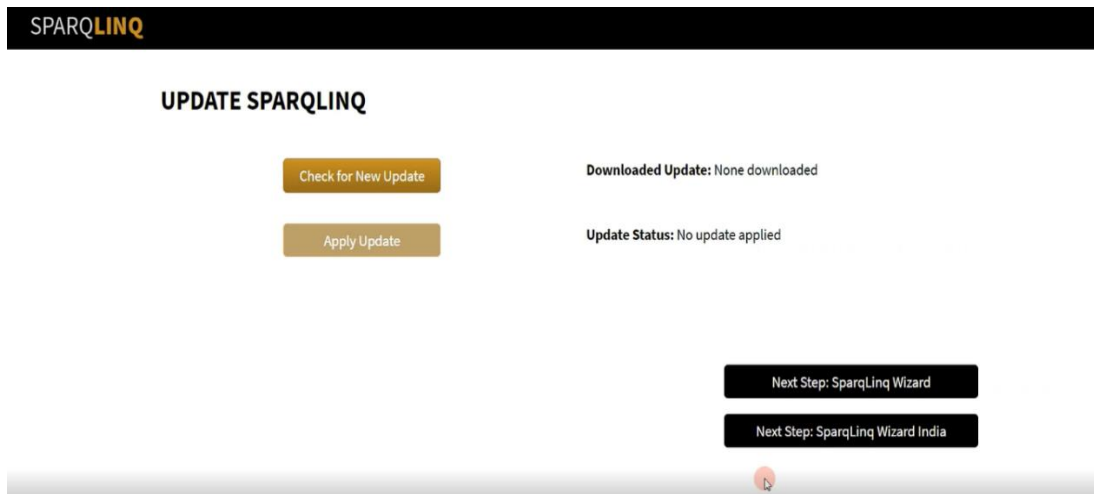 SPARQLINQ
UPDATE SPARQLINQ
Check for New Update
Downloaded Update: None downloaded
Apply Update
Update Status: No update applied
Next Step: SparqLinq Wizard
Next Step: SparqLinq Wizard India